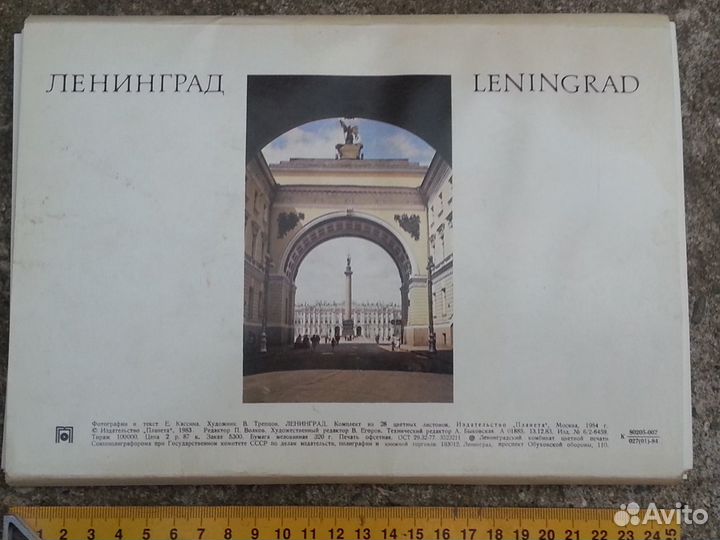 ЛЕНИНГРАД
LENINGRAD
Фотографии и текст Е. Кассина. Художник В. Трепцов. ЛЕНИНГРАД. Комплект из 28 цветных листовок. Издательство „Планета“, Москва, 1984 г.
© Издательство „Планета“, 1983. Редактор П. Волков. Художественный редактор В. Егоров. Технический редактор А. Быковская. А 01885. 13.12.83. Изд. № 6/2-6459.
Тираж 100000. Цена 2 р. 87 к. Заказ 5300. Бумага мелованная 320 г. Печать офсетная. ОСТ 29.32-77. Ленинградский комбинат цветной печати
Союзполиграфпрома при Государственном комитете СССР по делам издательств, полиграфии и книжной торговли 193012, Ленинград, проспект Обуховской обороны, 110.
К 80205-007
027(01)-84
1 2 3 4 5 6 7 8 9 10 11 12 13 14 15 16 17 18 19 20 21 22 23 24 25
Avito